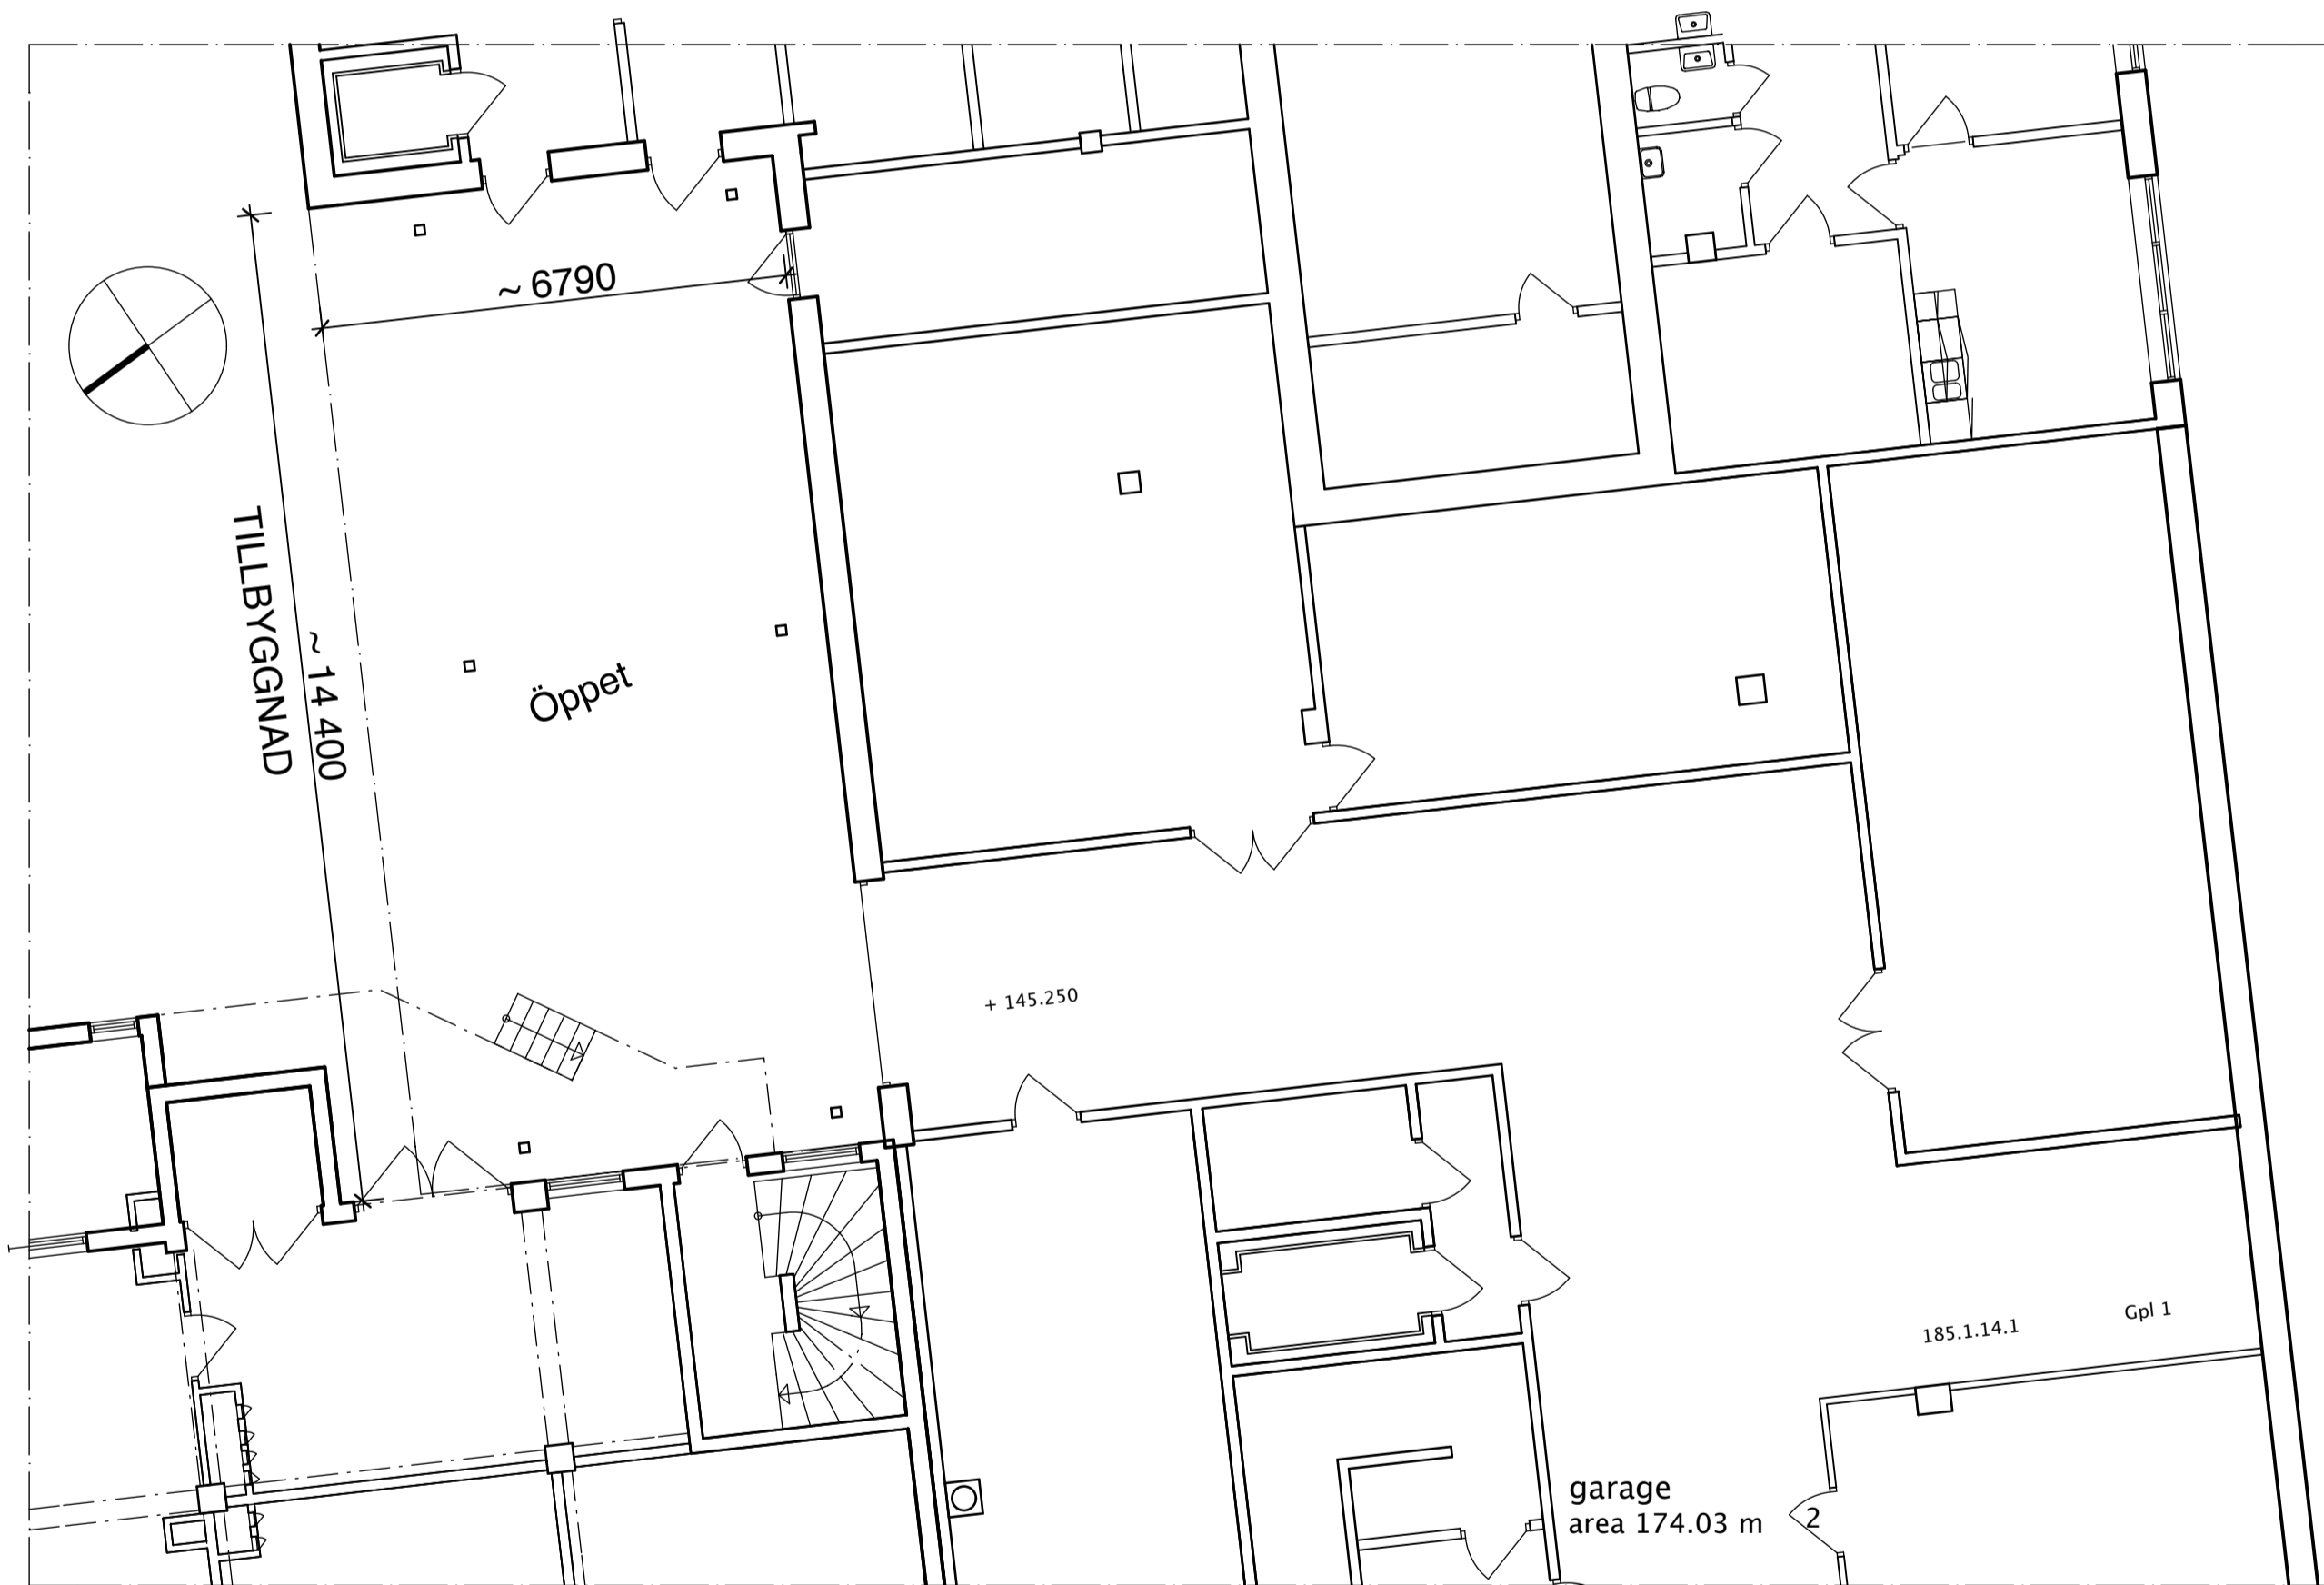 ~ 6790
TILLBYGGNAD
~ 14 400
Öppet
+ 145.250
185.1.14.1
Gpl 1
garage
area 174.03 m 2